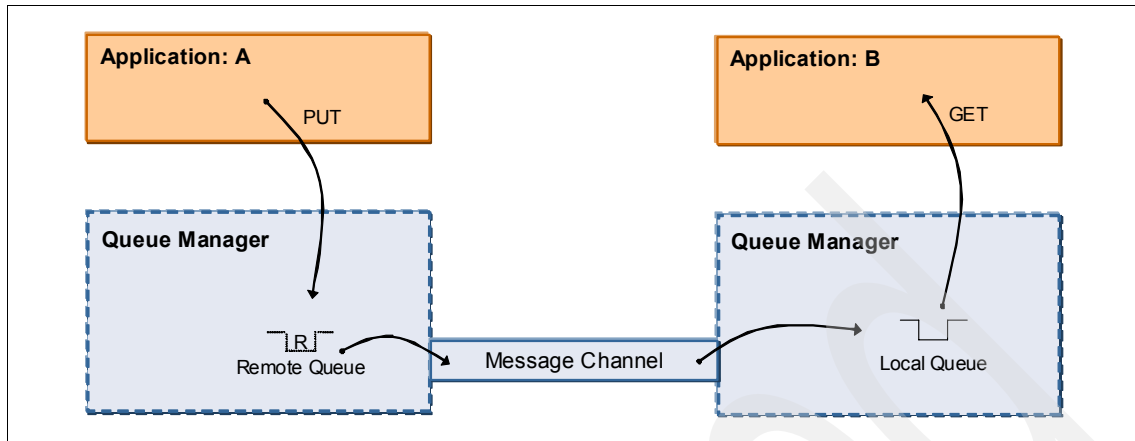 Application: A
PUT
Application: B
GET
Queue Manager
R
Remote Queue
Message Channel
Queue Manager
Local Queue